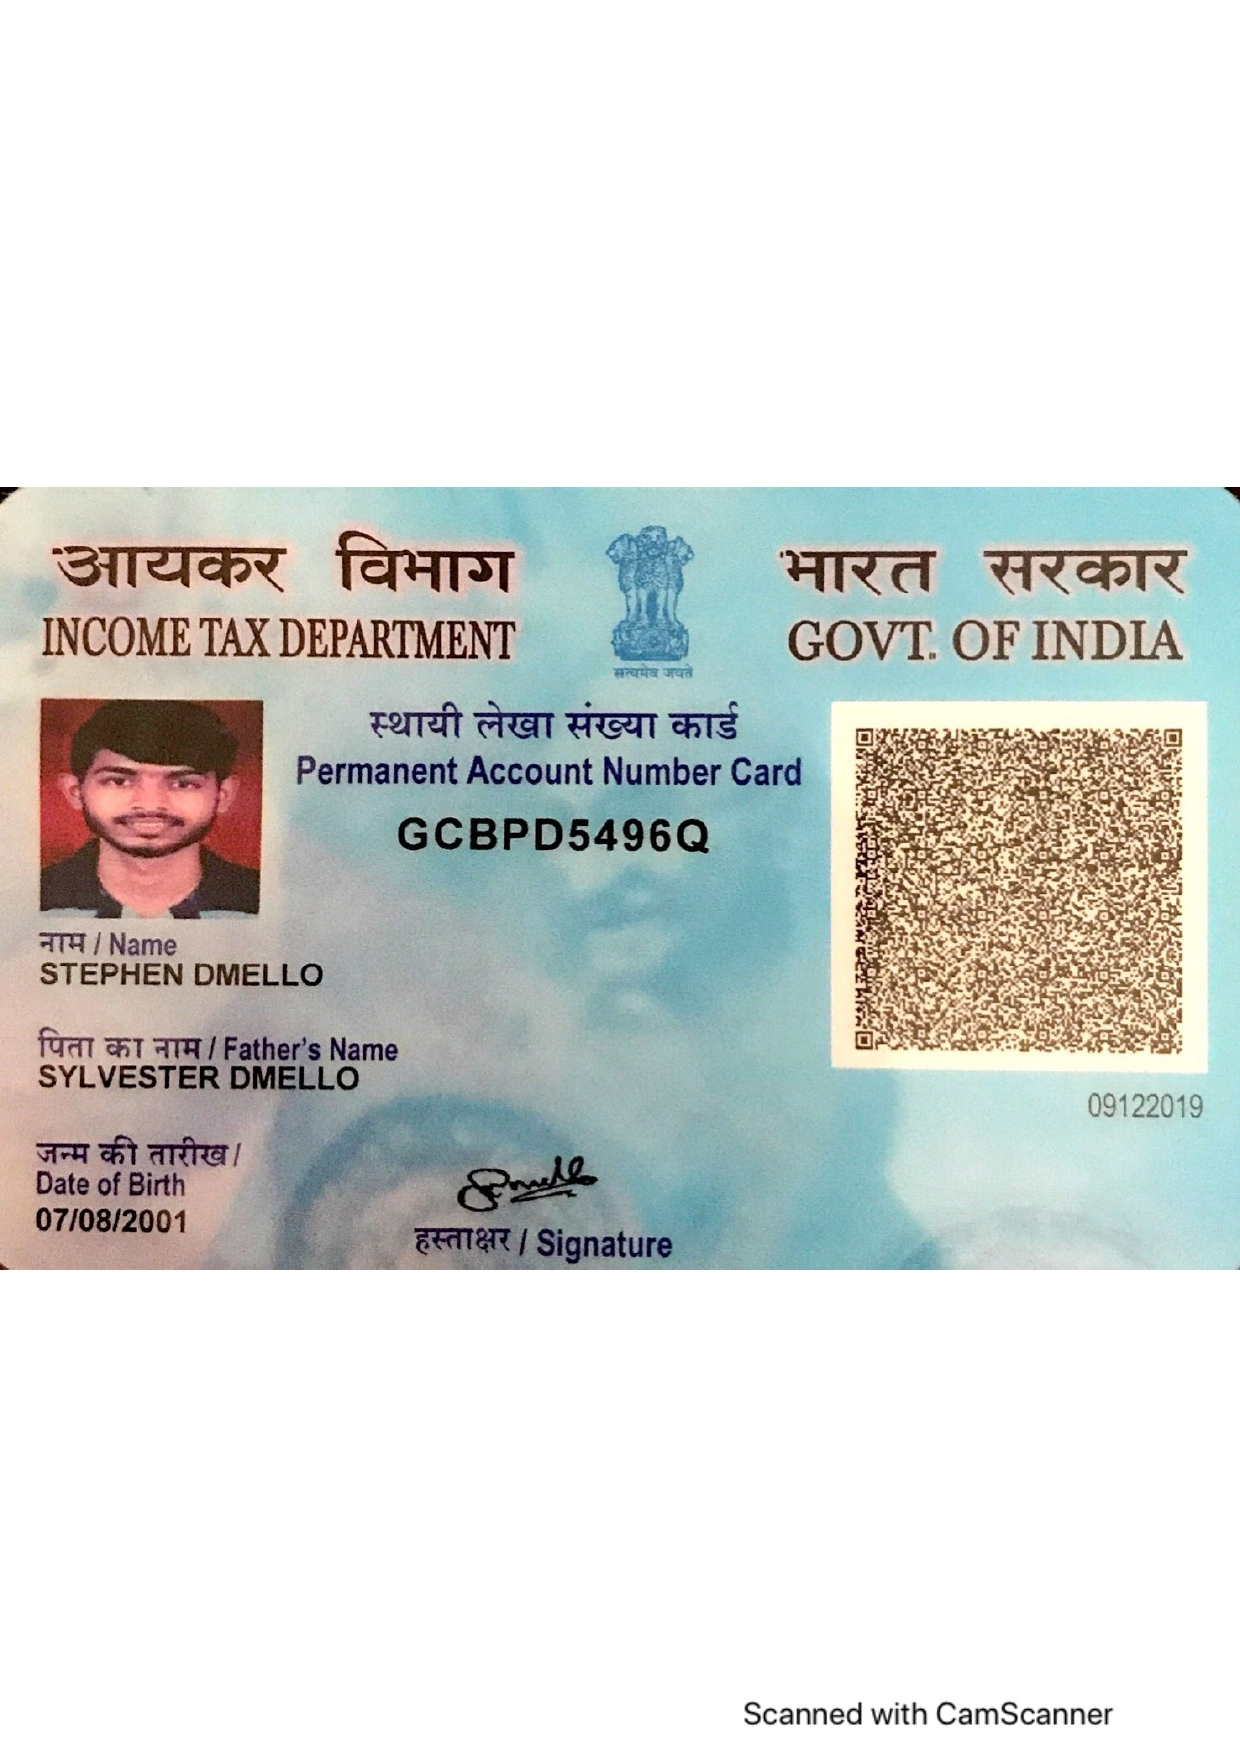 आयकर विभाग
INCOME TAX DEPARTMENT
सत्यमेव जयते
भारत सरकार
GOVT. OF INDIA
स्थायी लेखा संख्या कार्ड
Permanent Account Number Card
GCBPD5496Q
नाम / Name
STEPHEN DMELLO
पिता का नाम / Father's Name
SYLVESTER DMELLO
09122019
जन्म की तारीख /
Date of Birth
07/08/2001
हस्ताक्षर / Signature
Scanned with CamScanner